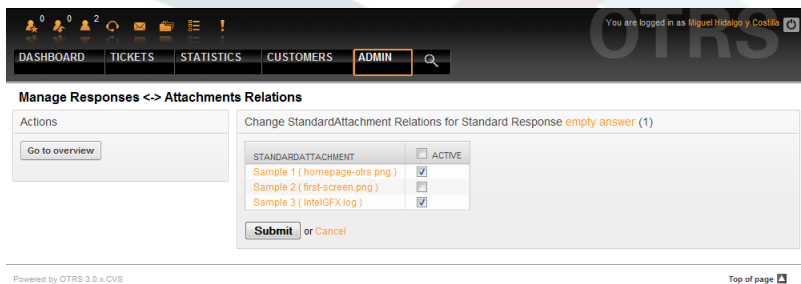 0 0 2
You are logged in as Miguel Hidalgo y Costilla
OTRS
DASHBOARD TICKETS STATISTICS CUSTOMERS ADMIN
Manage Responses <-> Attachments Relations
Actions
Go to overview
Change StandardAttachment Relations for Standard Response empty answer (1)
STANDARDATTACHMENT ACTIVE
Sample 1 ( homepage-otrs.png )
Sample 2 ( first-screen.png )
Sample 3 ( IntelGFX.log )
Submit or Cancel
Powered by OTRS 3.0.x CVS
Top of page